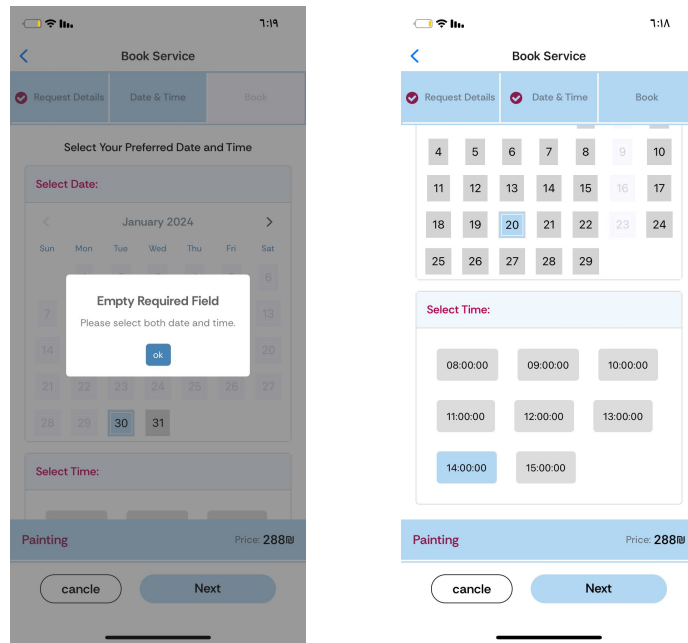 ٦:١٩
Book Service
Request Details Date & Time Book
Select Your Preferred Date and Time
Select Date:
January 2024
Sun Mon Tue Wed Thu Fri Sat
6
7 13
Empty Required Field
Please select both date and time.
ok
14 20
21 22 23 24 25 26 27
28 29 30 31
Select Time:
Painting Price: 288₪
cancle Next
٦:١٨
Book Service
Request Details Date & Time Book
4 5 6 7 8 9 10
11 12 13 14 15 16 17
18 19 20 21 22 23 24
25 26 27 28 29
Select Time:
08:00:00 09:00:00 10:00:00
11:00:00 12:00:00 13:00:00
14:00:00 15:00:00
Painting Price: 288₪
cancle Next